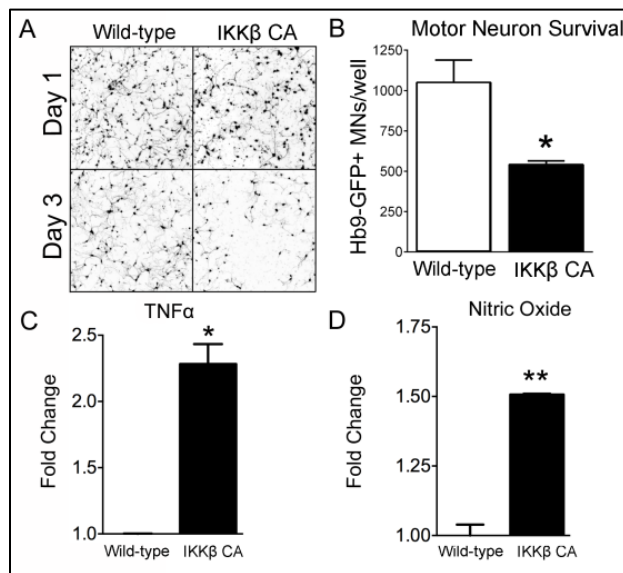 A
Wild-type IKKβ CA
Day 1
Day 3
B
Motor Neuron Survival
Hb9-GFP+ MNs/well
1250
1000
750
500
250
0
*
Wild-type IKKβ CA
C
TNFα
Fold Change
2.5
2.0
1.5
1.0
*
Wild-type IKKβ CA
D
Nitric Oxide
Fold Change
1.75
1.50
1.25
1.00
**
Wild-type IKKβ CA